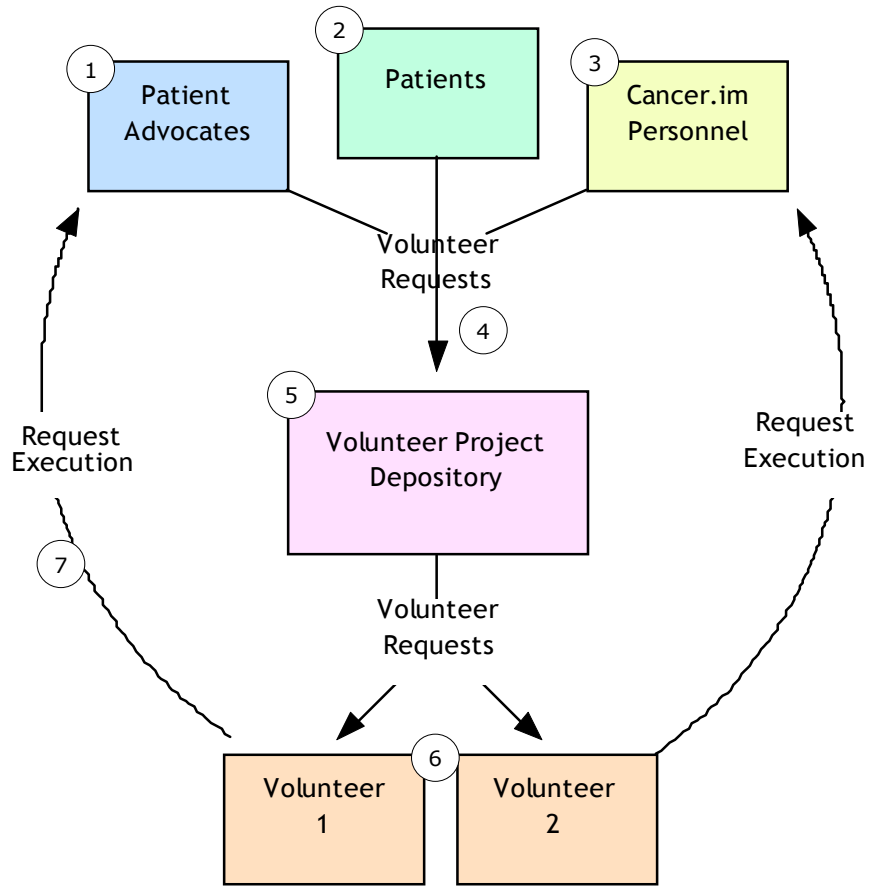 1
Patient
Advocates
2
Patients
3
Cancer.im
Personnel
Volunteer
Requests
4
5
Volunteer Project
Depository
Request
Execution
Request
Execution
7
Volunteer
Requests
6
Volunteer
1
Volunteer
2